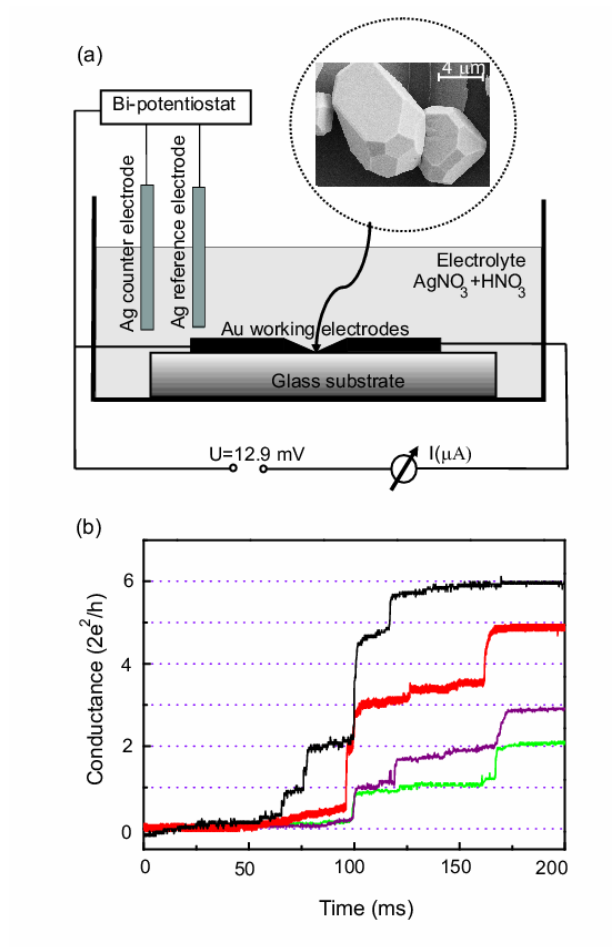 (a)
4 μm
Bi-potentiostat
Ag counter electrode
Ag reference electrode
Electrolyte
AgNO3+HNO3
Au working electrodes
Glass substrate
U=12.9 mV
I(μA)
(b)
Conductance (2e²/h)
6
4
2
0
0
50
100
150
200
Time (ms)